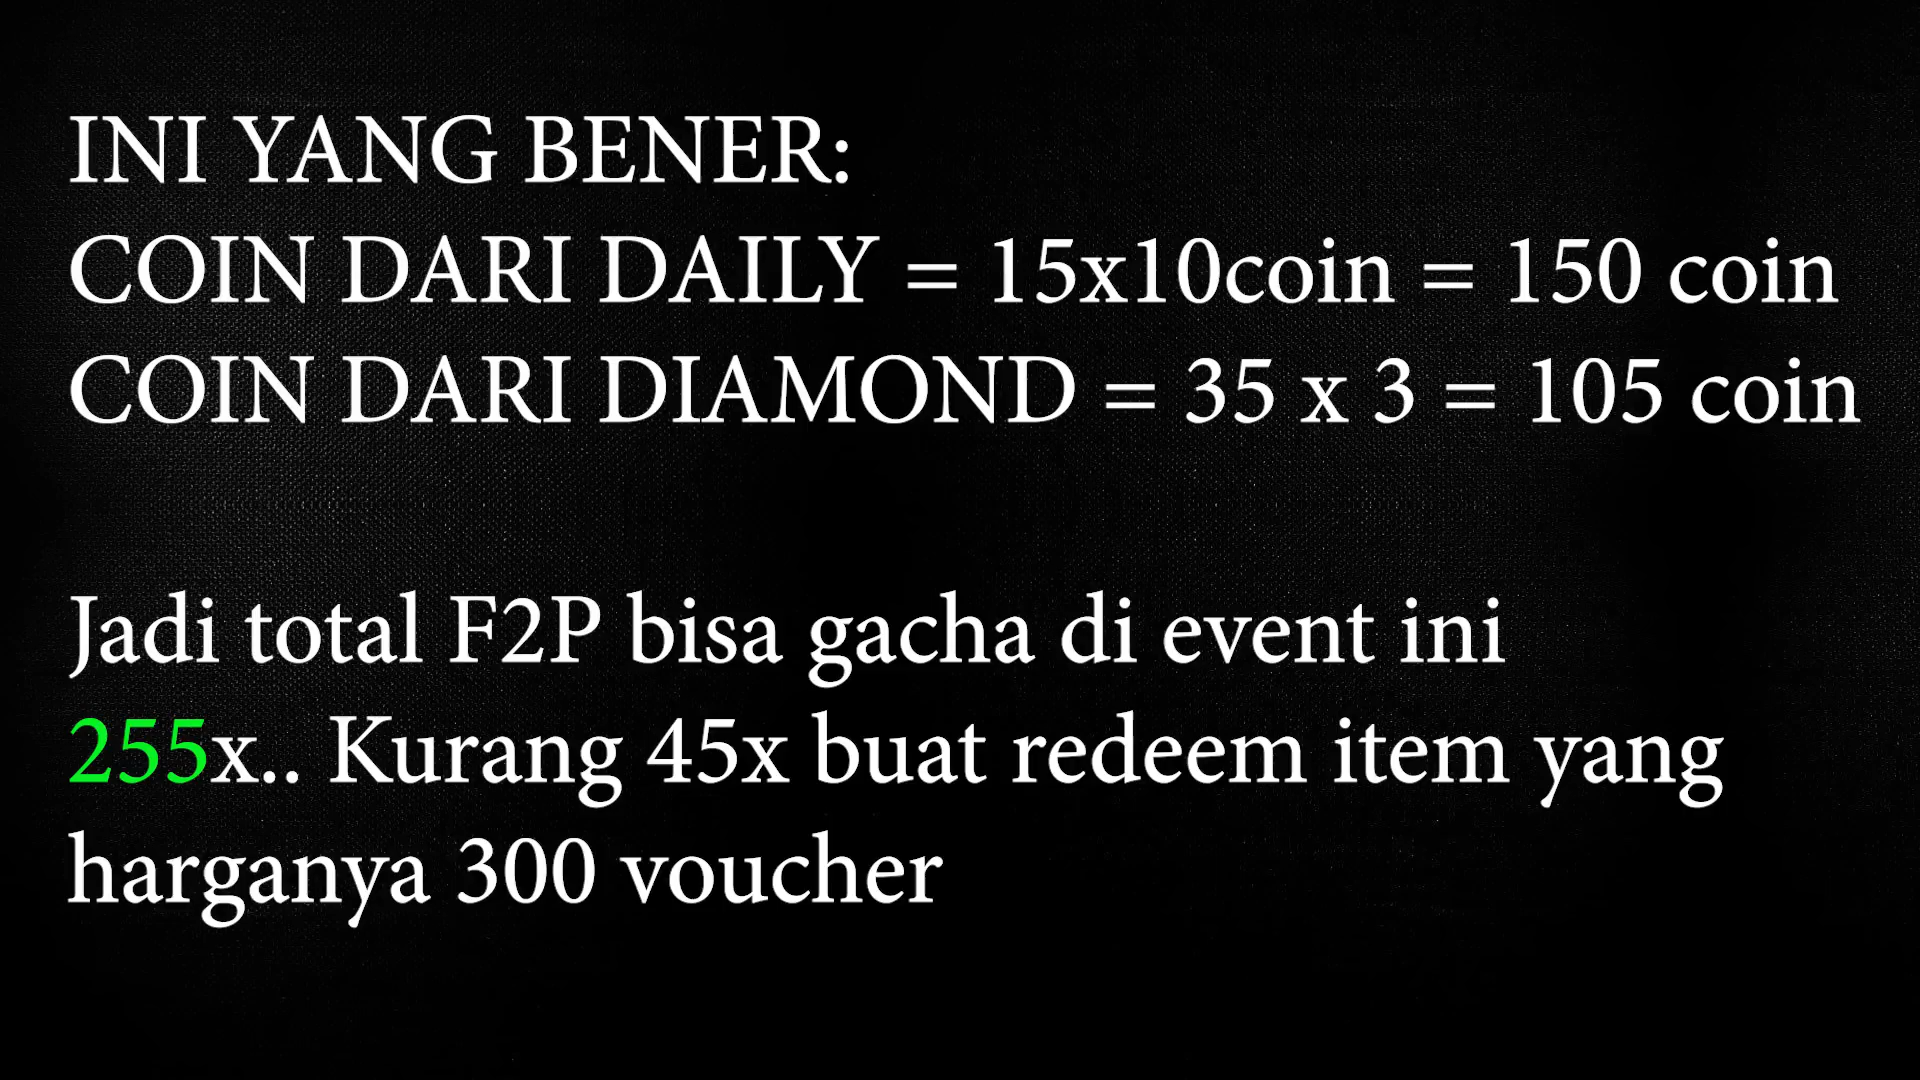 INI YANG BENER:
COIN DARI DAILY = 15x10coin = 150 coin
COIN DARI DIAMOND = 35 x 3 = 105 coin
Jadi total F2P bisa gacha di event ini
255x.. Kurang 45x buat redeem item yang
harganya 300 voucher